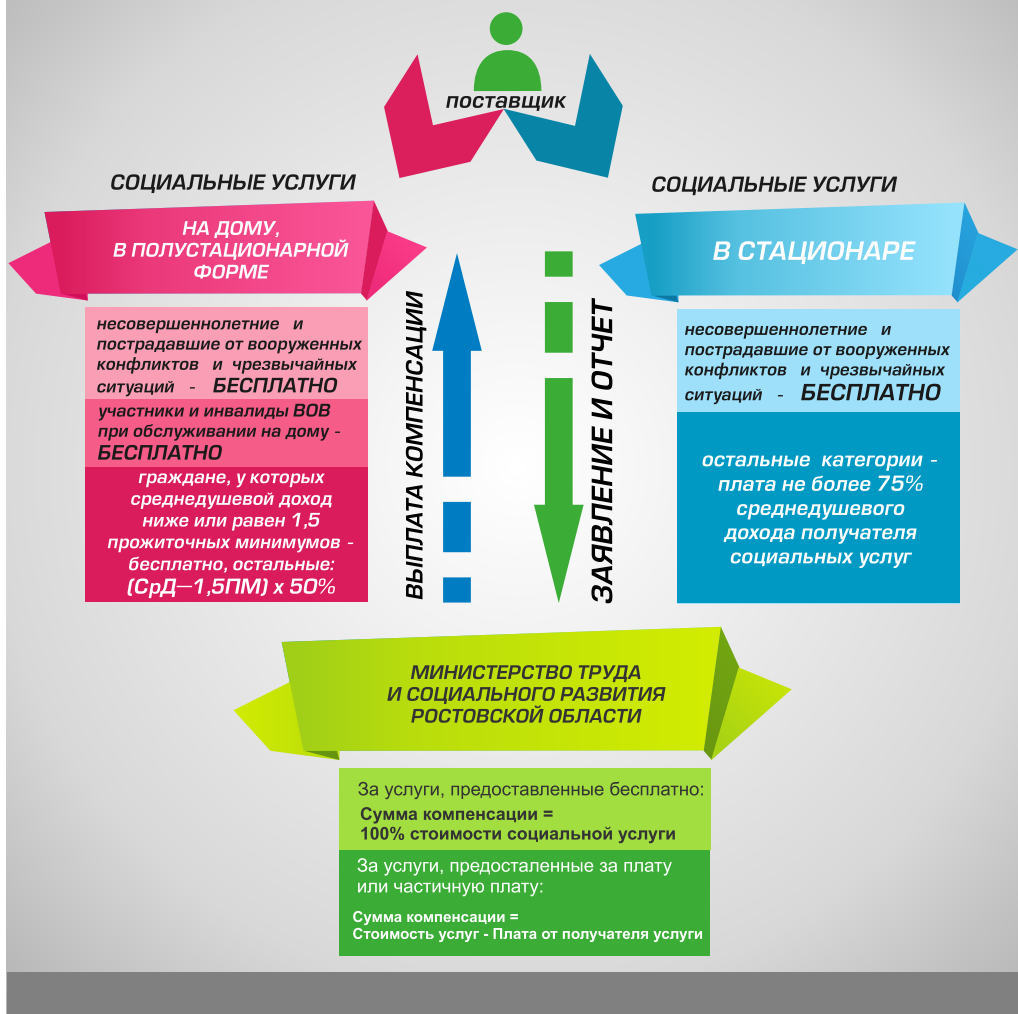 поставщик
СОЦИАЛЬНЫЕ УСЛУГИ
НА ДОМУ,
В ПОЛУСТАЦИОНАРНОЙ
ФОРМЕ
несовершеннолетние и
пострадавшие от вооруженных
конфликтов и чрезвычайных
ситуаций - БЕСПЛАТНО
участники и инвалиды ВОВ
при обслуживании на дому -
БЕСПЛАТНО
граждане, у которых
среднедушевой доход
ниже или равен 1,5
прожиточных минимумов -
бесплатно, остальные:
(СрД—1,5ПМ) х 50%
ВЫПЛАТА КОМПЕНСАЦИИ
ЗАЯВЛЕНИЕ И ОТЧЕТ
СОЦИАЛЬНЫЕ УСЛУГИ
В СТАЦИОНАРЕ
несовершеннолетние и
пострадавшие от вооруженных
конфликтов и чрезвычайных
ситуаций - БЕСПЛАТНО
остальные категории -
плата не более 75%
среднедушевого
дохода получателя
социальных услуг
МИНИСТЕРСТВО ТРУДА
И СОЦИАЛЬНОГО РАЗВИТИЯ
РОСТОВСКОЙ ОБЛАСТИ
За услуги, предоставленные бесплатно:
Сумма компенсации =
100% стоимости социальной услуги
За услуги, предосталенные за плату
или частичную плату:
Сумма компенсации =
Стоимость услуг - Плата от получателя услуги